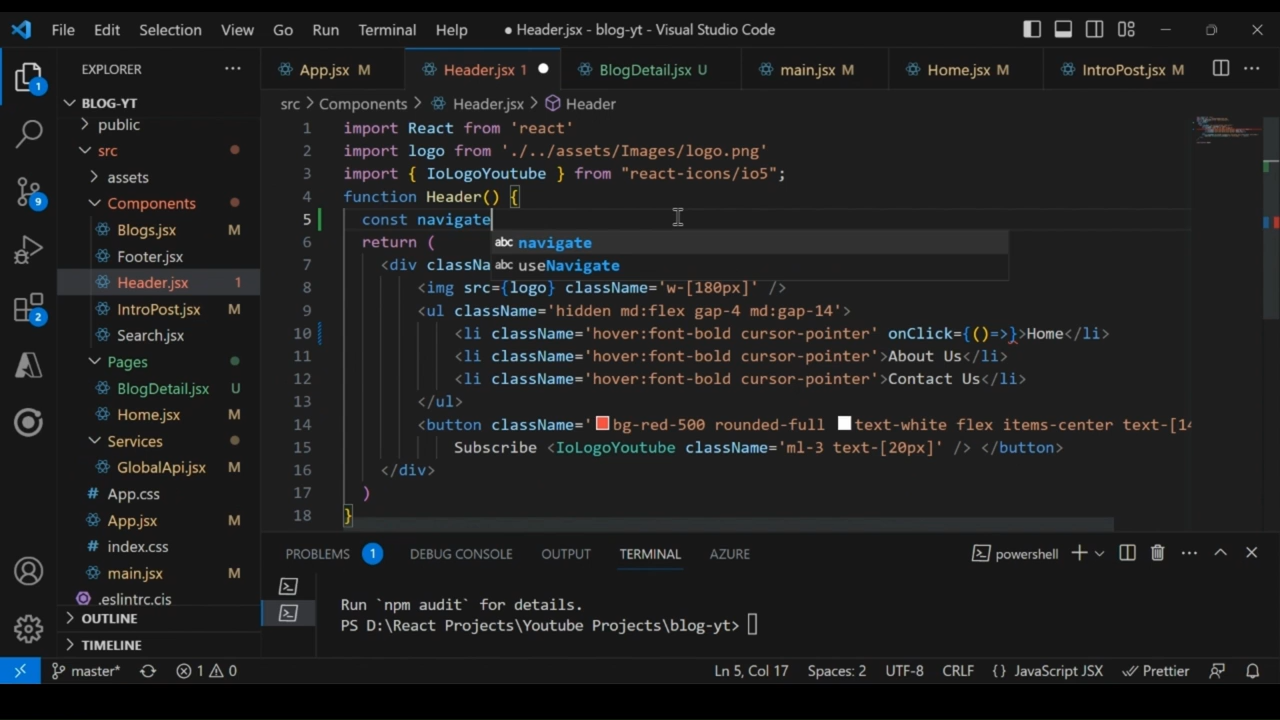 File Edit Selection View Go Run Terminal Help ● Header.jsx - blog-yt - Visual Studio Code
EXPLORER ···
App.jsx M Header.jsx 1 BlogDetail.jsx U main.jsx M Home.jsx M IntroPost.jsx M ···
BLOG-YT
public
src
assets
Components
Blogs.jsx M
Footer.jsx
Header.jsx 1
IntroPost.jsx M
Search.jsx
Pages
BlogDetail.jsx U
Home.jsx M
Services
GlobalApi.jsx M
App.css
App.jsx M
index.css
main.jsx M
.eslintrc.cjs
OUTLINE
TIMELINE
1
9
2
src > Components > Header.jsx > Header
1 import React from 'react'
2 import logo from './../assets/Images/logo.png'
3 import { IoLogoYoutube } from "react-icons/io5";
4 function Header() {
5 const navigate
abc navigate
abc useNavigate
6 return (
7 <div classNa
8 <img src={logo} className='w-[180px]' />
9 <ul className='hidden md:flex gap-4 md:gap-14'>
10 <li className='hover:font-bold cursor-pointer' onClick={()=>}>Home</li>
11 <li className='hover:font-bold cursor-pointer'>About Us</li>
12 <li className='hover:font-bold cursor-pointer'>Contact Us</li>
13 </ul>
14 <button className='bg-red-500 rounded-full text-white flex items-center text-[14
15 Subscribe <IoLogoYoutube className='ml-3 text-[20px]' /> </button>
16 </div>
17 )
18 }
PROBLEMS 1 DEBUG CONSOLE OUTPUT TERMINAL AZURE powershell ···
Run `npm audit` for details.
PS D:\React Projects\Youtube Projects\blog-yt>
master* 1 0 Ln 5, Col 17 Spaces: 2 UTF-8 CRLF {} JavaScript JSX Prettier